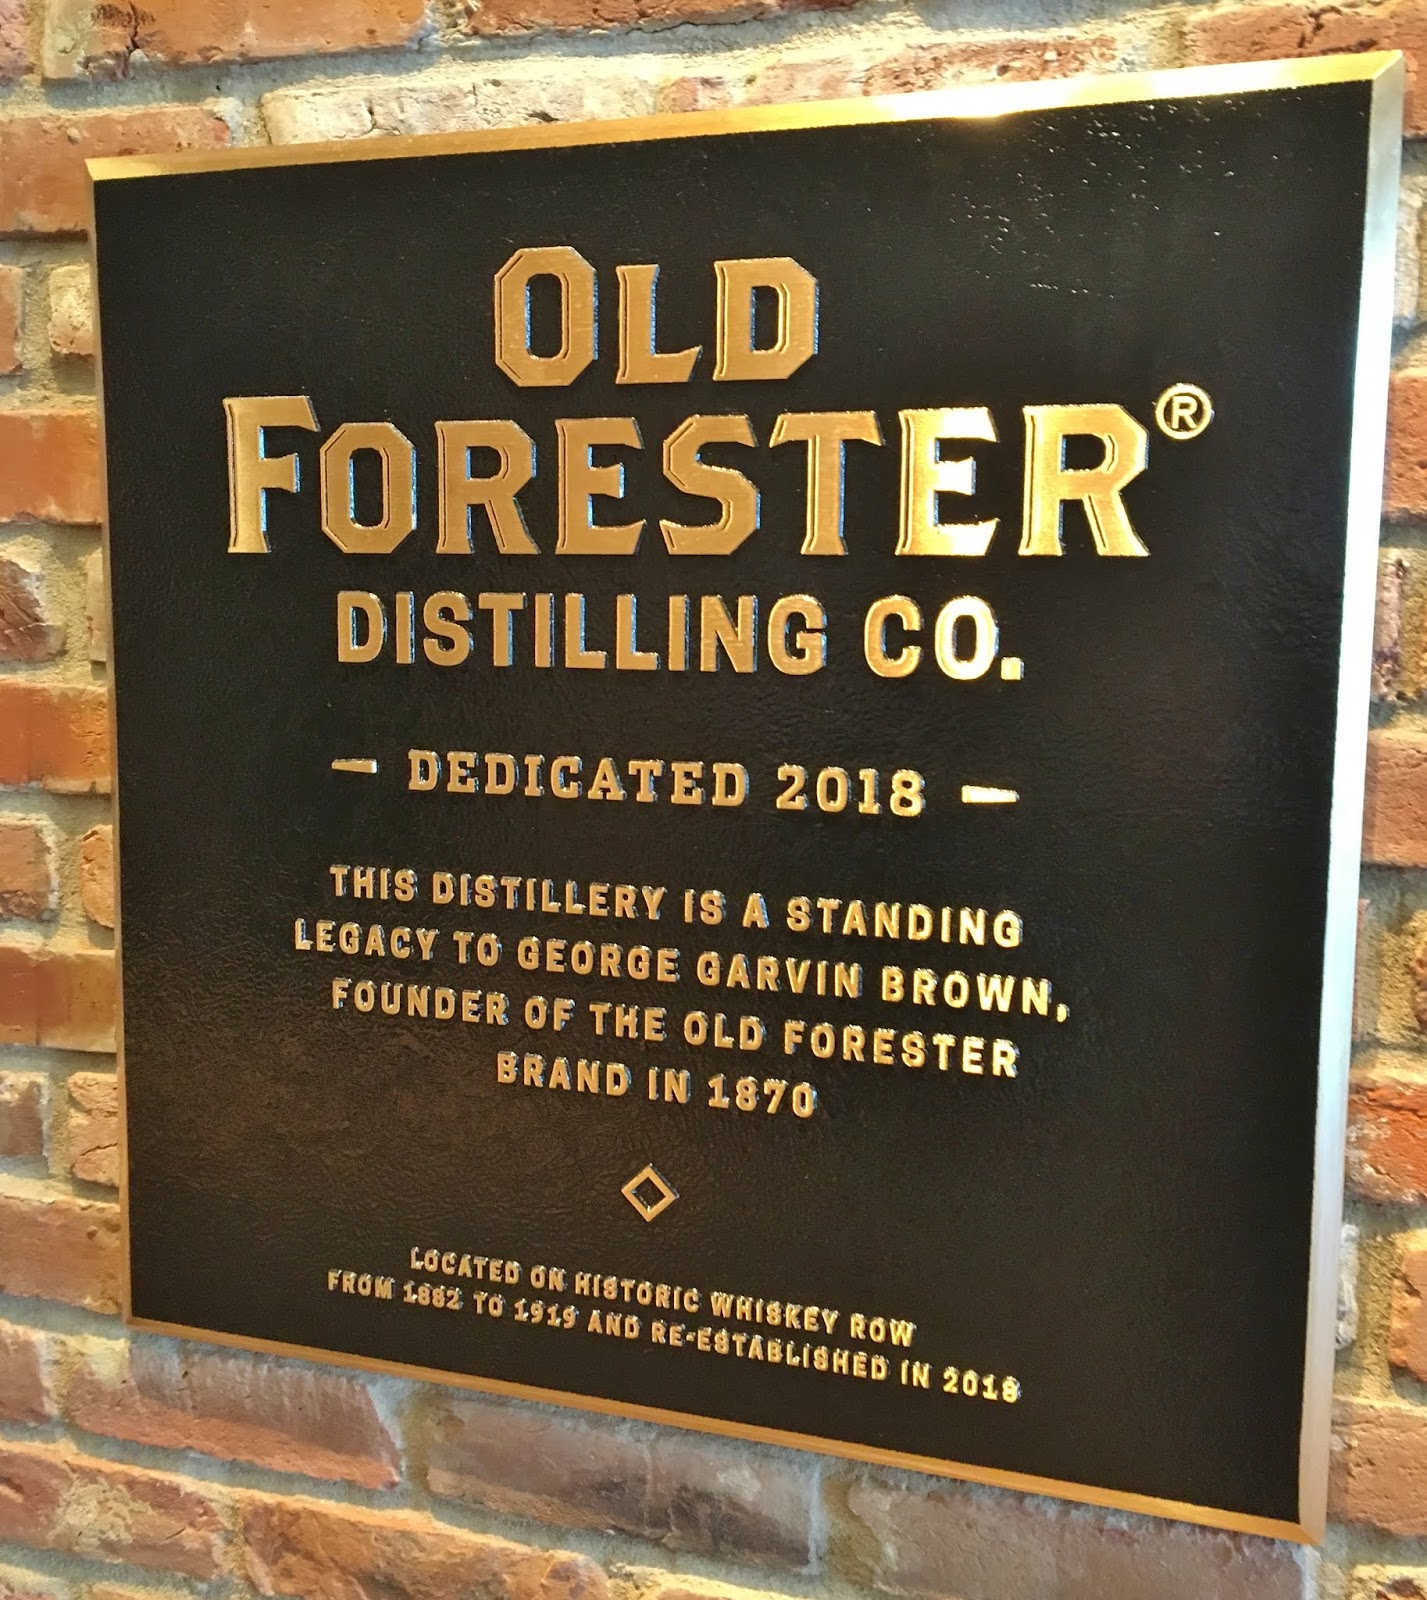 OLD
FORESTER®
DISTILLING CO.
— DEDICATED 2018 —
THIS DISTILLERY IS A STANDING
LEGACY TO GEORGE GARVIN BROWN,
FOUNDER OF THE OLD FORESTER
BRAND IN 1870
LOCATED ON HISTORIC WHISKEY ROW
FROM 1882 TO 1919 AND RE-ESTABLISHED IN 2018